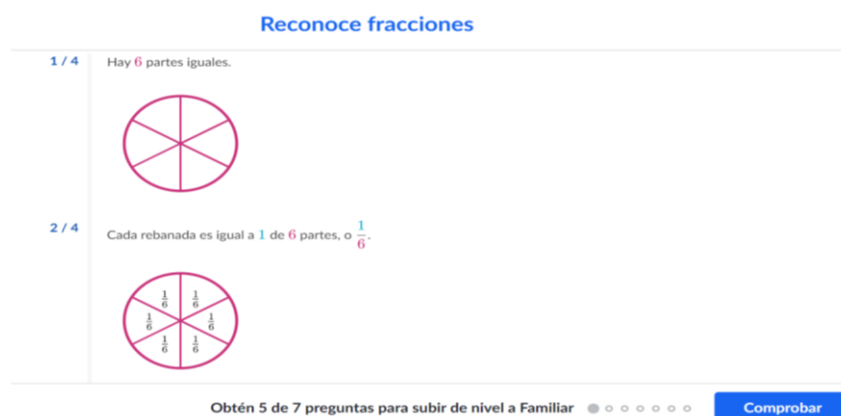 Reconoce fracciones
1 / 4 Hay 6 partes iguales.
2 / 4 Cada rebanada es igual a 1 de 6 partes, o 1/6.
1/6 1/6
1/6 1/6
1/6 1/6
Obtén 5 de 7 preguntas para subir de nivel a Familiar Comprobar